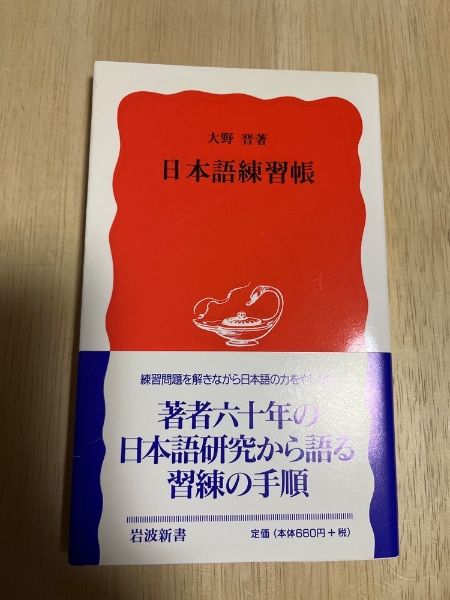 大野 晋著
日本語練習帳
練習問題を解きながら日本語の力を
著者六十年の
日本語研究から語る
習練の手順
岩波新書
定価（本体660円＋税）